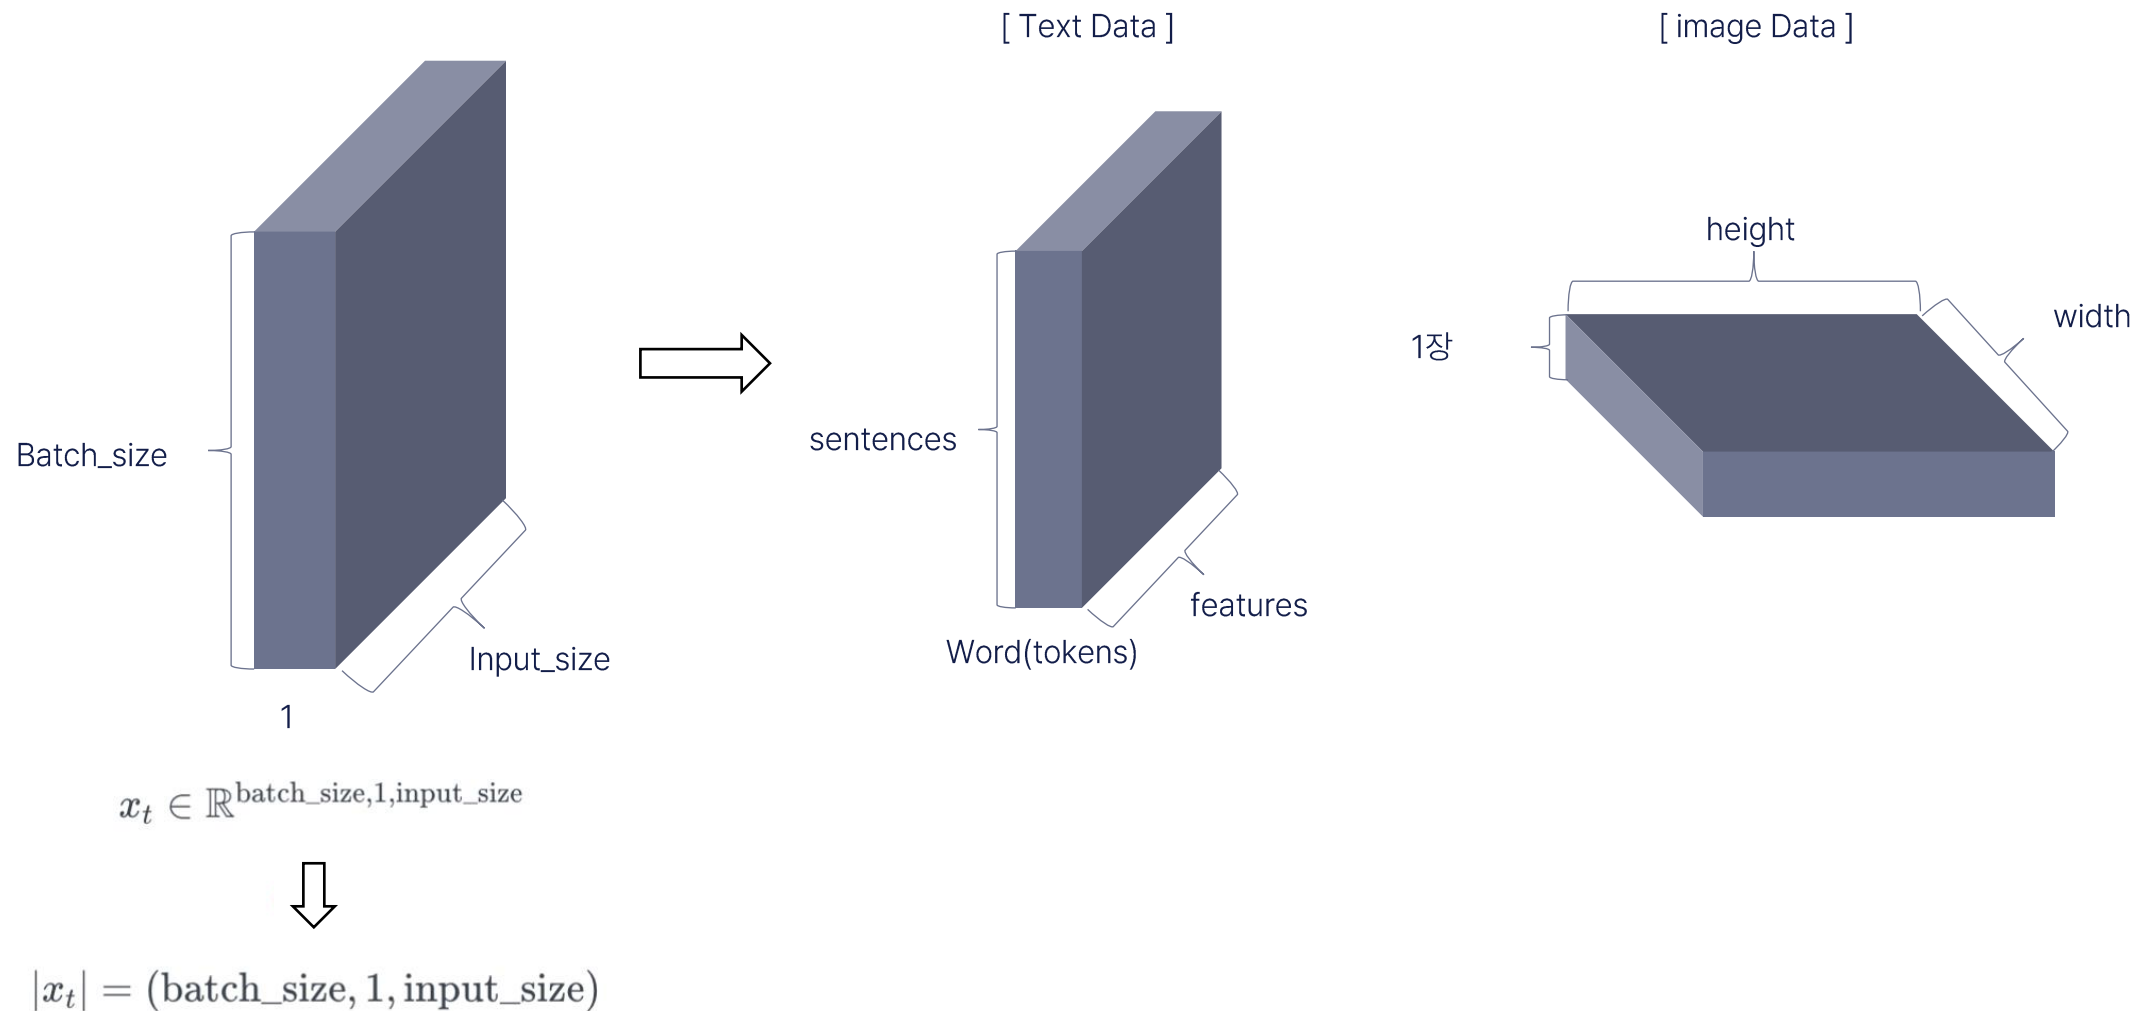 [ Text Data ]
[ image Data ]
Batch_size
Input_size
1
x_t ∈ ℝ^{batch_size,1,input_size}
|x_t| = (batch_size, 1, input_size)
sentences
features
Word(tokens)
height
width
1장